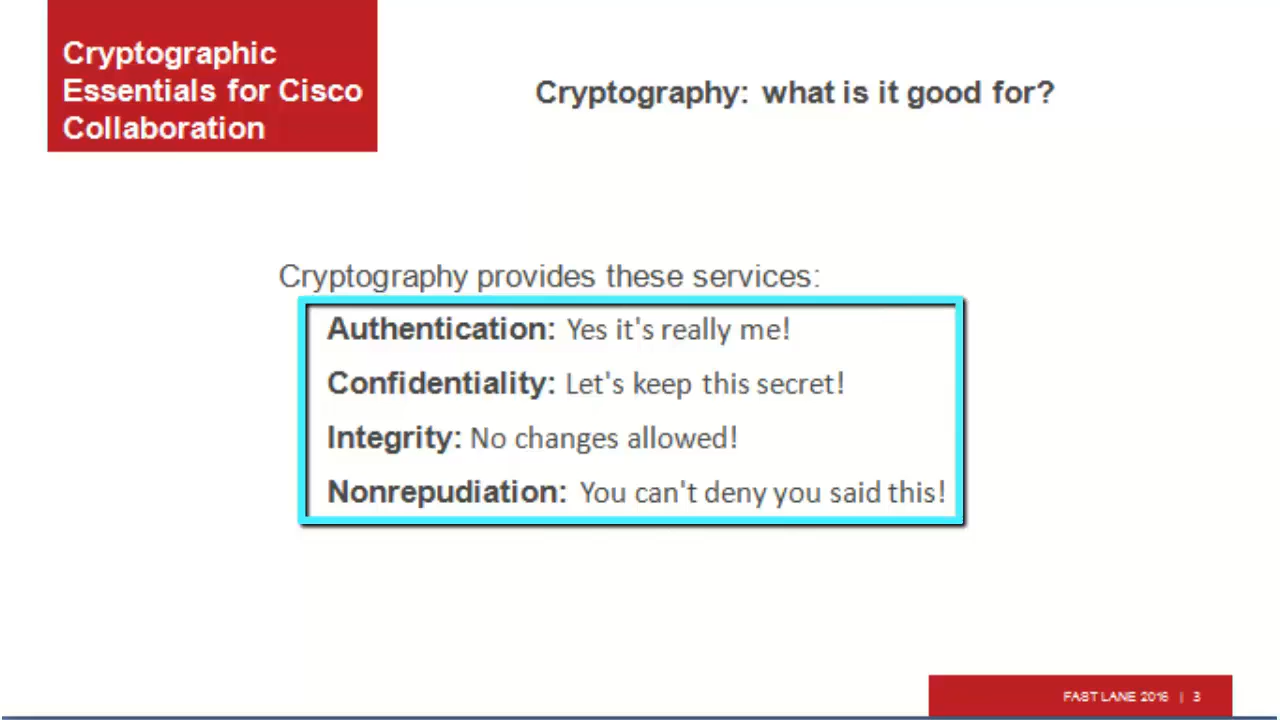 Cryptographic
Essentials for Cisco
Collaboration
Cryptography: what is it good for?
Cryptography provides these services:
Authentication: Yes it's really me!
Confidentiality: Let's keep this secret!
Integrity: No changes allowed!
Nonrepudiation: You can't deny you said this!
FAST LANE 2016 | 3